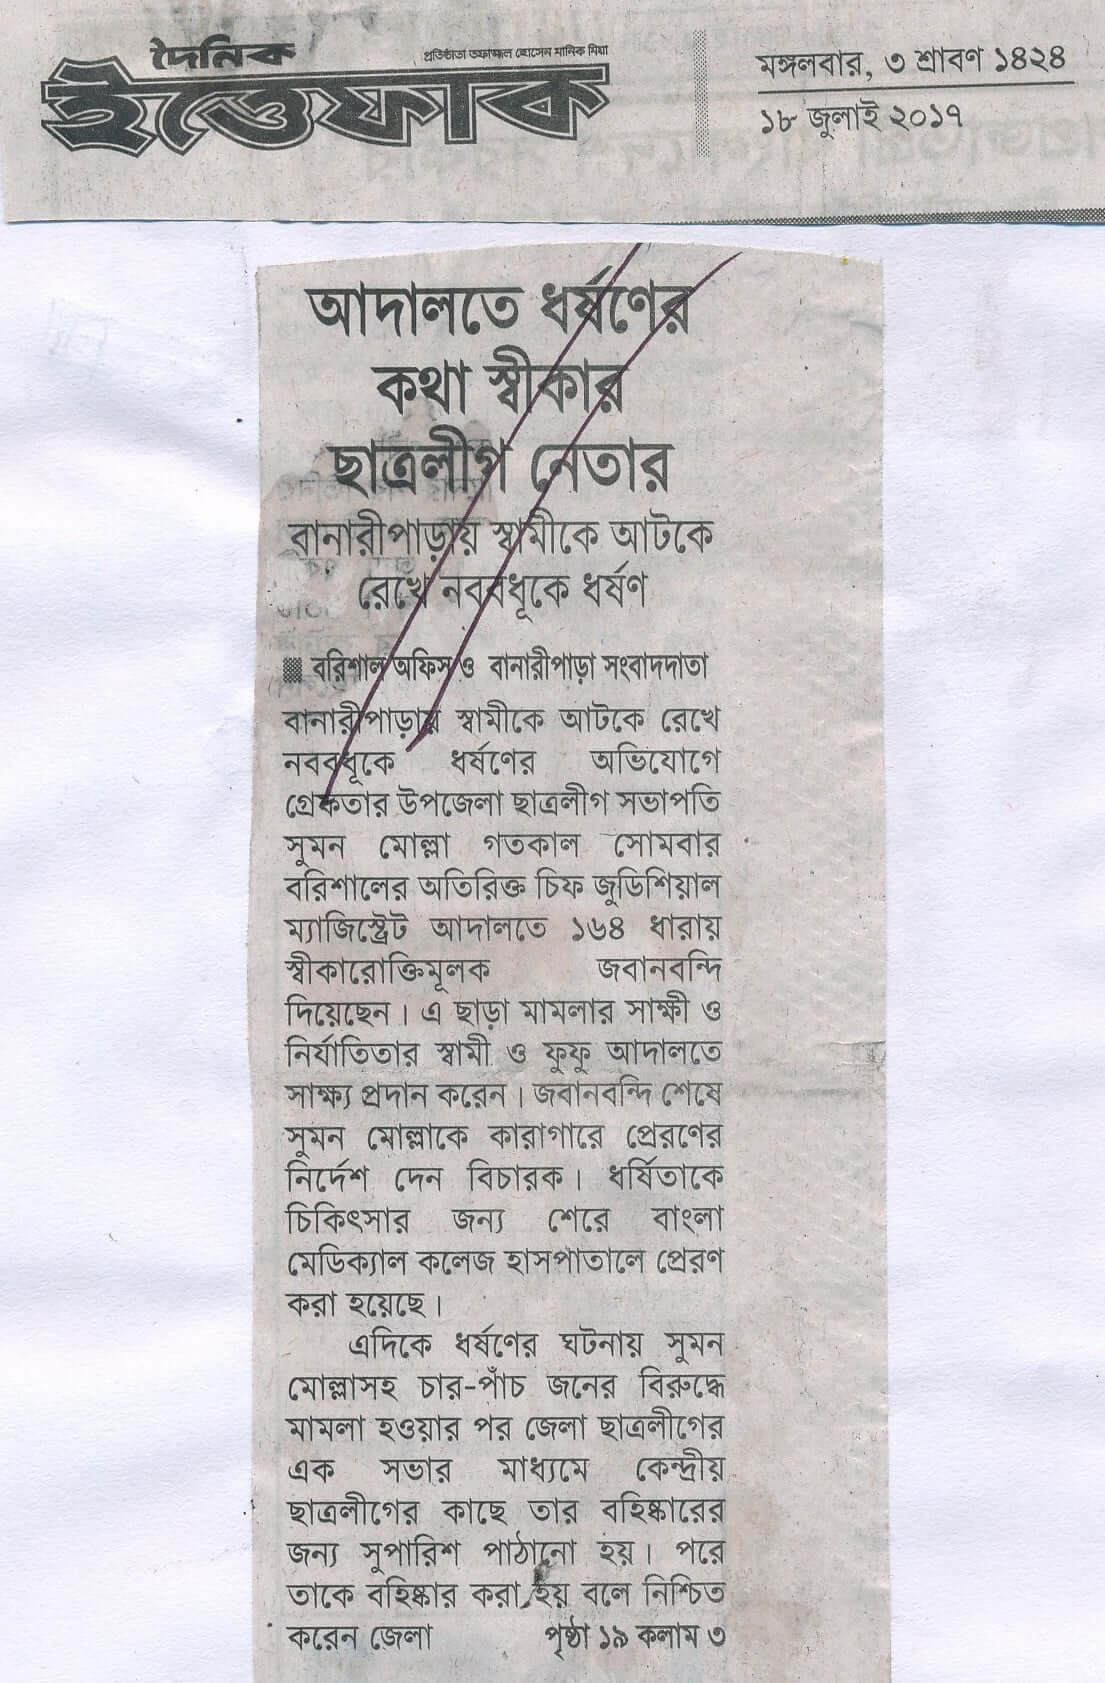 দৈনিক
প্রতিষ্ঠাতা তফাজ্জল হোসেন মানিক মিয়া
ইত্তেফাক
মঙ্গলবার, ৩ শ্রাবণ ১৪২৪
১৮ জুলাই ২০১৭
আদালতে ধর্ষণের
কথা স্বীকার
ছাত্রলীগ নেতার
বানারীপাড়ায় স্বামীকে আটকে
রেখে নববধূকে ধর্ষণ
বরিশাল অফিস ও বানারীপাড়া সংবাদদাতা
বানারীপাড়ায় স্বামীকে আটকে রেখে
নববধূকে ধর্ষণের অভিযোগে
গ্রেফতার উপজেলা ছাত্রলীগ সভাপতি
সুমন মোল্লা গতকাল সোমবার
বরিশালের অতিরিক্ত চিফ জুডিশিয়াল
ম্যাজিস্ট্রেট আদালতে ১৬৪ ধারায়
স্বীকারোক্তিমূলক জবানবন্দি
দিয়েছেন। এ ছাড়া মামলার সাক্ষী ও
নির্যাতিতার স্বামী ও ফুফু আদালতে
সাক্ষ্য প্রদান করেন। জবানবন্দি শেষে
সুমন মোল্লাকে কারাগারে প্রেরণের
নির্দেশ দেন বিচারক। ধর্ষিতাকে
চিকিৎসার জন্য শেরে বাংলা
মেডিক্যাল কলেজ হাসপাতালে প্রেরণ
করা হয়েছে।
এদিকে ধর্ষণের ঘটনায় সুমন
মোল্লাসহ চার-পাঁচ জনের বিরুদ্ধে
মামলা হওয়ার পর জেলা ছাত্রলীগের
এক সভার মাধ্যমে কেন্দ্রীয়
ছাত্রলীগের কাছে তার বহিষ্কারের
জন্য সুপারিশ পাঠানো হয়। পরে
তাকে বহিষ্কার করা হয় বলে নিশ্চিত
করেন জেলা পৃষ্ঠা ১৯ কলাম ৩